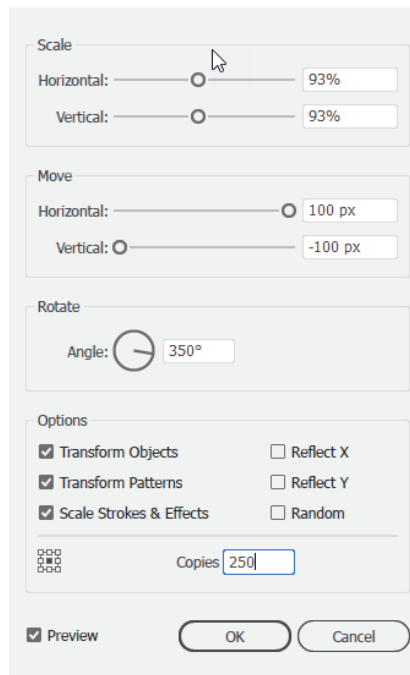 Scale
Horizontal: 93%
Vertical: 93%
Move
Horizontal: 100 px
Vertical: -100 px
Rotate
Angle: 350°
Options
Transform Objects Reflect X
Transform Patterns Reflect Y
Scale Strokes & Effects Random
Copies 250
Preview OK Cancel